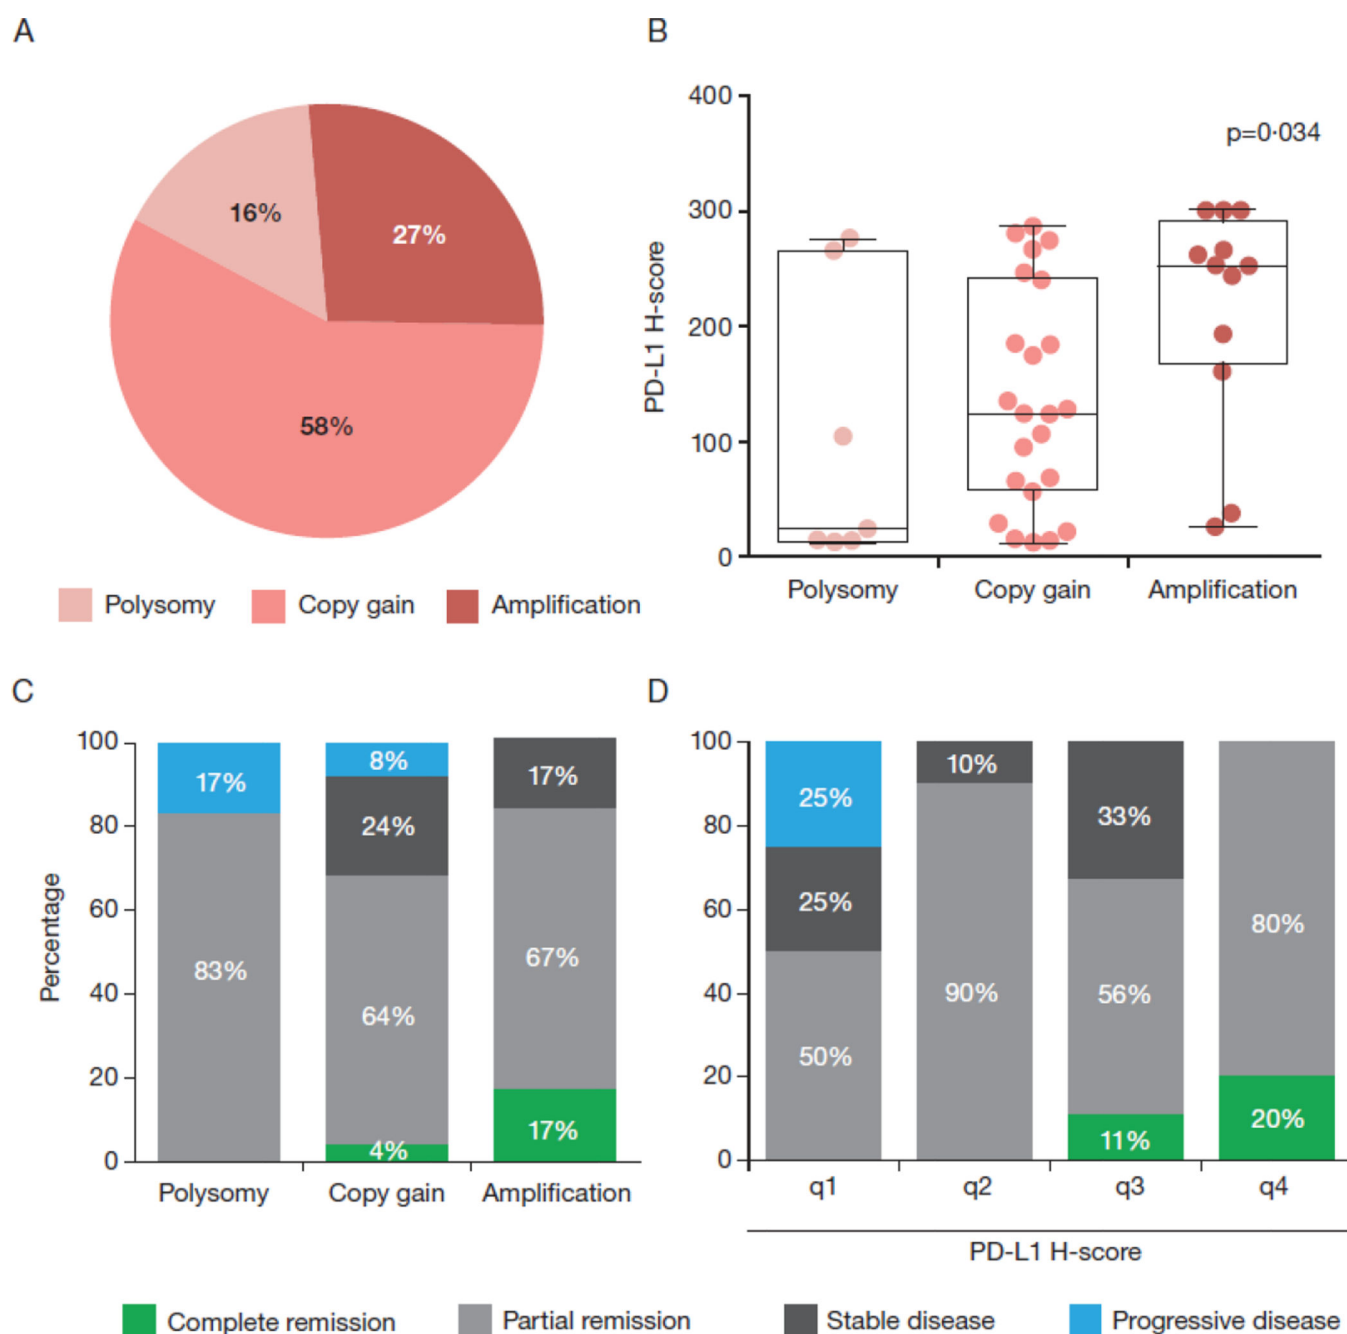 A
16%
27%
58%
Polysomy
Copy gain
Amplification
B
PD-L1 H-score
400
300
200
100
0
p=0·034
Polysomy
Copy gain
Amplification
C
Percentage
100
80
60
40
20
0
17%
83%
8%
24%
64%
4%
17%
67%
17%
Polysomy
Copy gain
Amplification
D
100
80
60
40
20
0
25%
25%
50%
10%
90%
33%
56%
11%
80%
20%
q1
q2
q3
q4
PD-L1 H-score
Complete remission
Partial remission
Stable disease
Progressive disease